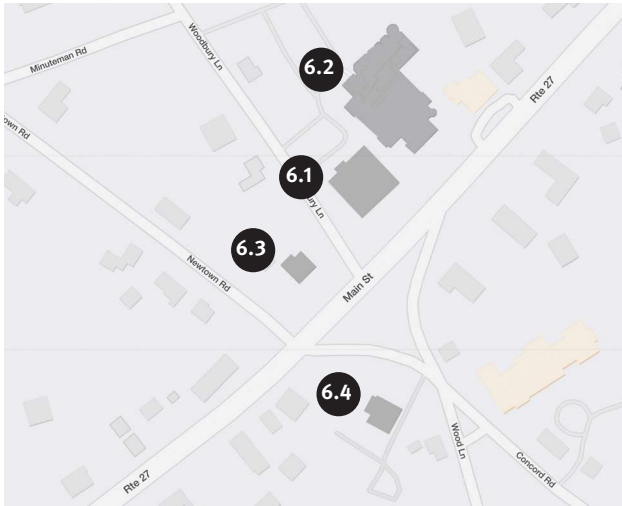 Minuteman Rd
Woodbury Ln
6.2
Rte 27
own Rd
6.1
ury Ln
6.3
Newtown Rd
Main St
6.4
Rte 27
Wood Ln
Concord Rd